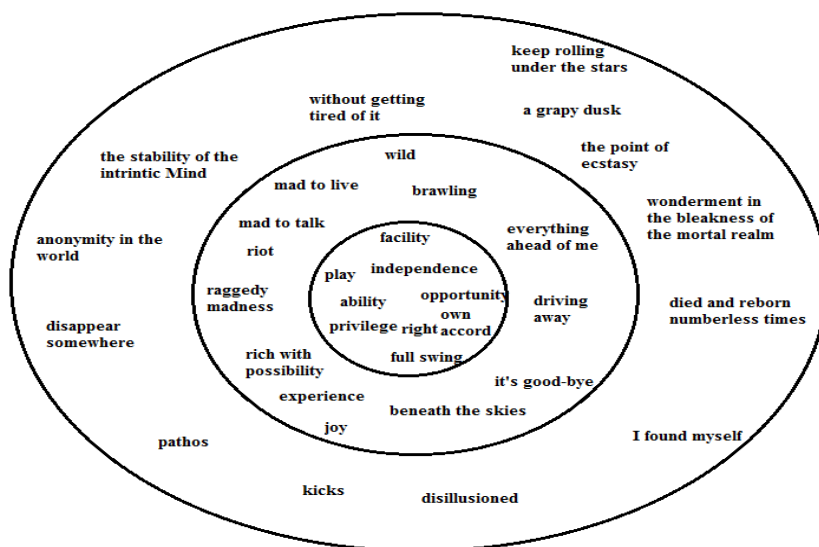 keep rolling
under the stars
without getting
tired of it
a grapy dusk
the point of
ecstasy
wild
the stability of the
intrintic Mind
mad to live
brawling
wonderment in
the bleakness of
the mortal realm
mad to talk
everything
ahead of me
anonymity in the
world
facility
riot
independence
play
raggedy
madness
ability
opportunity
driving
away
died and reborn
numberless times
own
accord
privilege
right
disappear
somewhere
full swing
rich with
possibility
it's good-bye
experience
beneath the skies
joy
I found myself
pathos
kicks
disillusioned